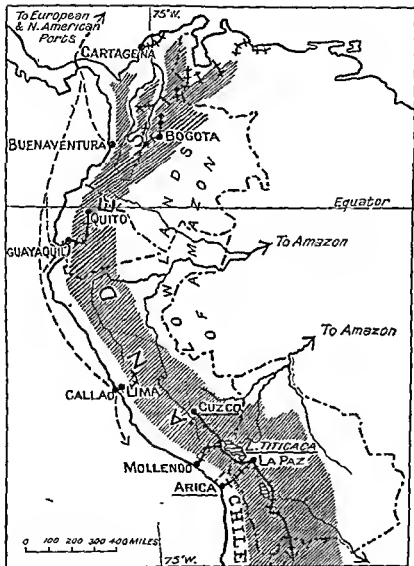 To European
& N. American
Ports
75°W.
CARTAGENA
BOGOTA
BUENAVENTURA
Equator
QUITO
GUAYAQUIL
To Amazon
LOWLANDS
OF AMAZON
To Amazon
ANDES
CALLAO
LIMA
CUZCO
L. TITICACA
LA PAZ
MOLLENDO
ARICA
CHILE
0 100 200 300 400 MILES.
75°W.